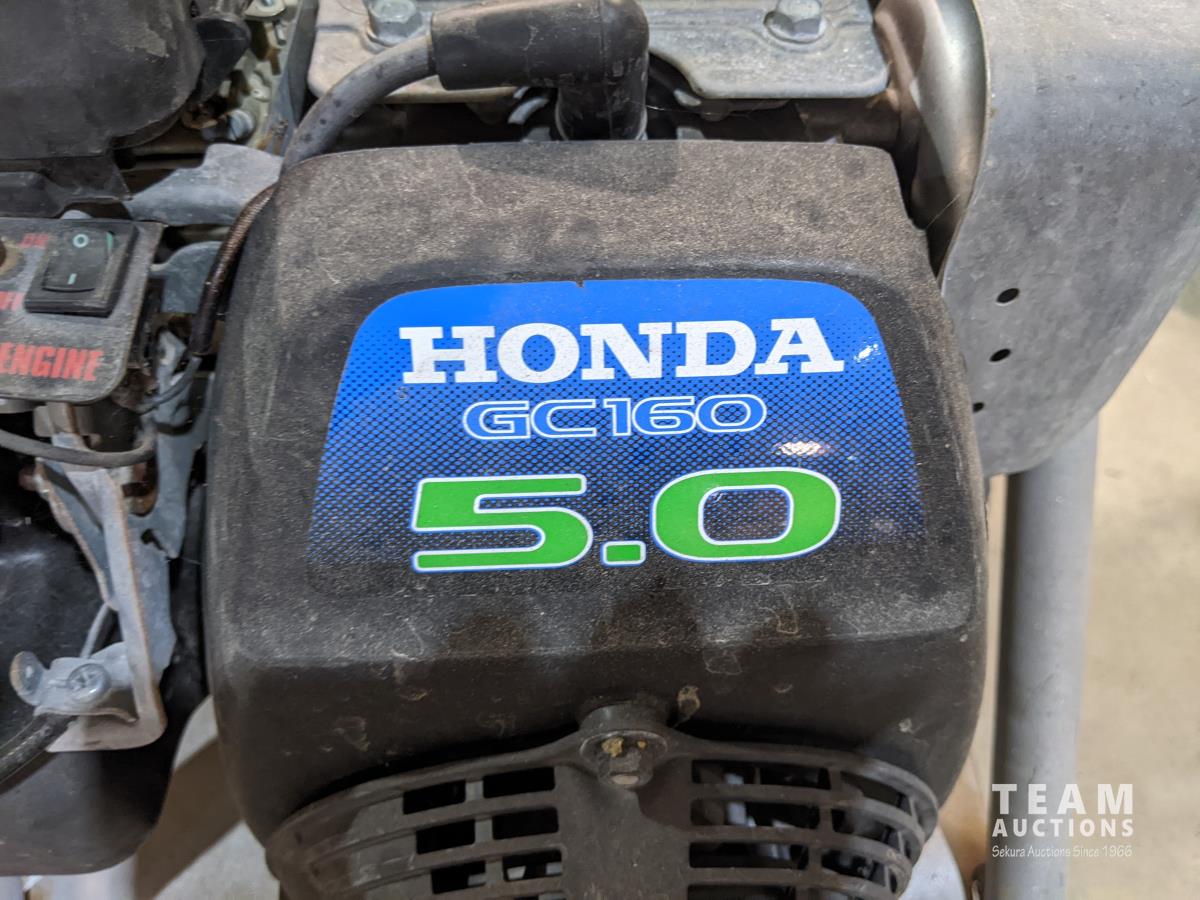 HONDA
GC160
5.0
ENGINE
TEAM
AUCTIONS
Sekura Auctions Since 1966